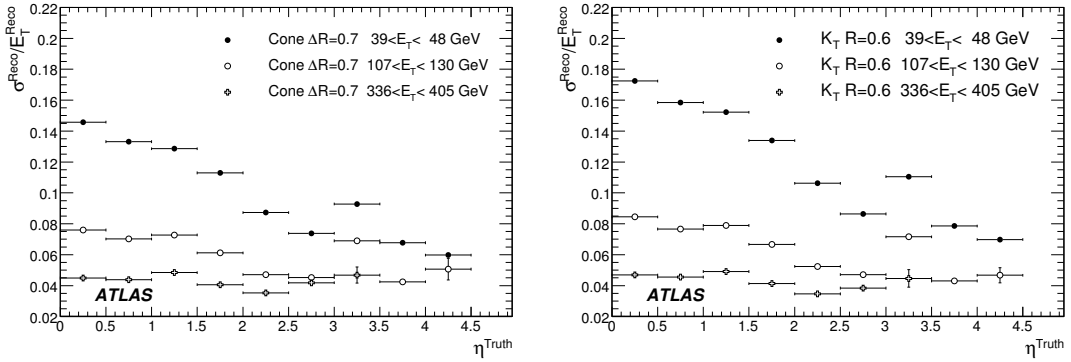 σ^Reco/E_T^Reco
0.22
0.2
0.18
0.16
0.14
0.12
0.1
0.08
0.06
0.04
0.02
Cone ΔR=0.7 39<E_T< 48 GeV
Cone ΔR=0.7 107<E_T< 130 GeV
Cone ΔR=0.7 336<E_T< 405 GeV
ATLAS
0 0.5 1 1.5 2 2.5 3 3.5 4 4.5
η^Truth
σ^Reco/E_T^Reco
0.22
0.2
0.18
0.16
0.14
0.12
0.1
0.08
0.06
0.04
0.02
K_T R=0.6 39<E_T< 48 GeV
K_T R=0.6 107<E_T< 130 GeV
K_T R=0.6 336<E_T< 405 GeV
ATLAS
0 0.5 1 1.5 2 2.5 3 3.5 4 4.5
η^Truth